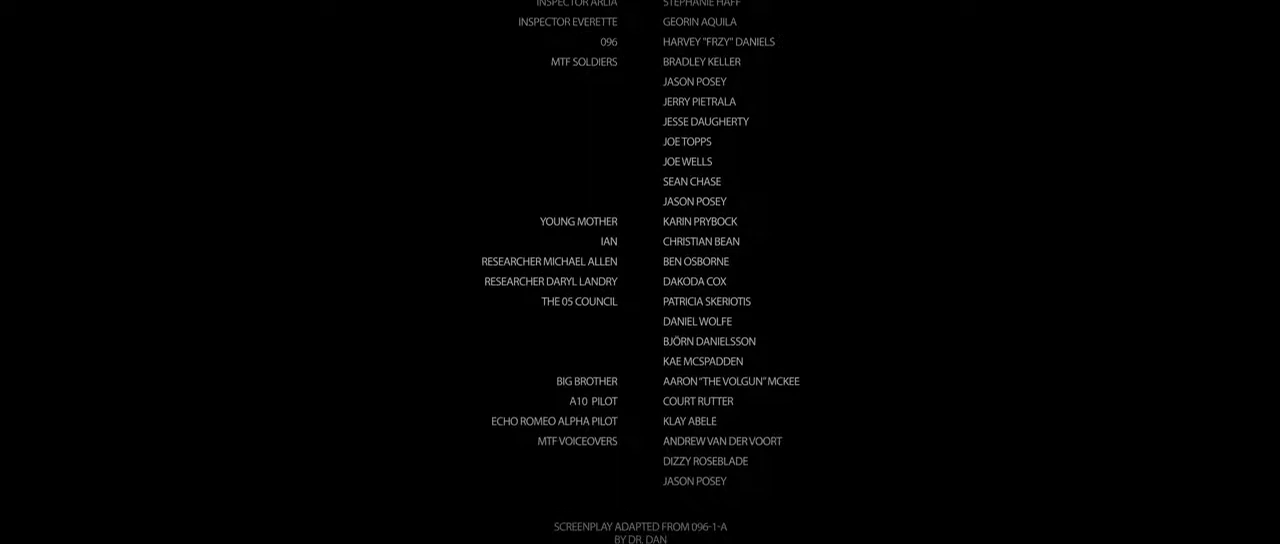 INSPECTOR ARLIA STEPHANIE HAFF
INSPECTOR EVERETTE GEORIN AQUILA
096 HARVEY "FRZY" DANIELS
MTF SOLDIERS BRADLEY KELLER
JASON POSEY
JERRY PIETRALA
JESSE DAUGHERTY
JOE TOPPS
JOE WELLS
SEAN CHASE
JASON POSEY
YOUNG MOTHER KARIN PRYBOCK
IAN CHRISTIAN BEAN
RESEARCHER MICHAEL ALLEN BEN OSBORNE
RESEARCHER DARYL LANDRY DAKODA COX
THE 05 COUNCIL PATRICIA SKERIOTIS
DANIEL WOLFE
BJÖRN DANIELSSON
KAE MCSPADDEN
BIG BROTHER AARON "THE VOLGUN" MCKEE
A10 PILOT COURT RUTTER
ECHO ROMEO ALPHA PILOT KLAY ABELE
MTF VOICEOVERS ANDREW VAN DER VOORT
DIZZY ROSEBLADE
JASON POSEY
SCREENPLAY ADAPTED FROM 096-1-A
BY DR. DAN